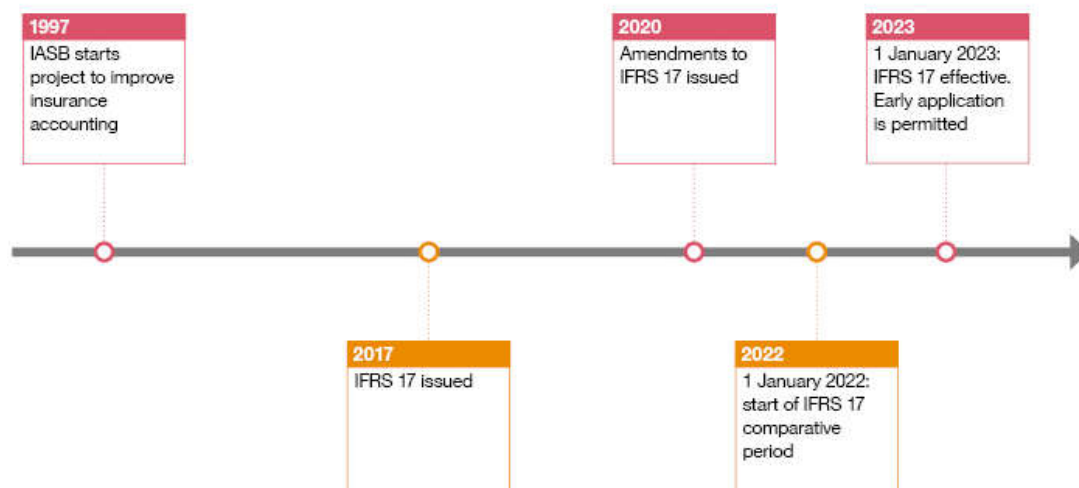 1997
IASB starts
project to improve
insurance
accounting
2020
Amendments to
IFRS 17 issued
2023
1 January 2023:
IFRS 17 effective.
Early application
is permitted
2017
IFRS 17 issued
2022
1 January 2022:
start of IFRS 17
comparative
period